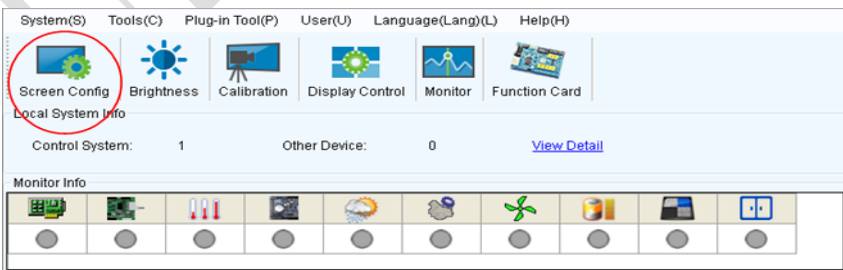 System(S) Tools(C) Plug-in Tool(P) User(U) Language(Lang)(L) Help(H)
Screen Config Brightness Calibration Display Control Monitor Function Card
Local System Info
Control System: 1 Other Device: 0 View Detail
Monitor Info